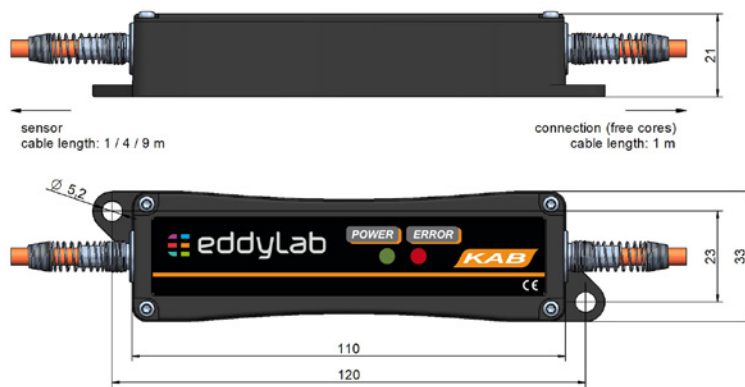 21
sensor
cable length: 1 / 4 / 9 m
connection (free cores)
cable length: 1 m
Ø 5,2
eddylab
POWER ERROR
KAB
CE
23
33
110
120